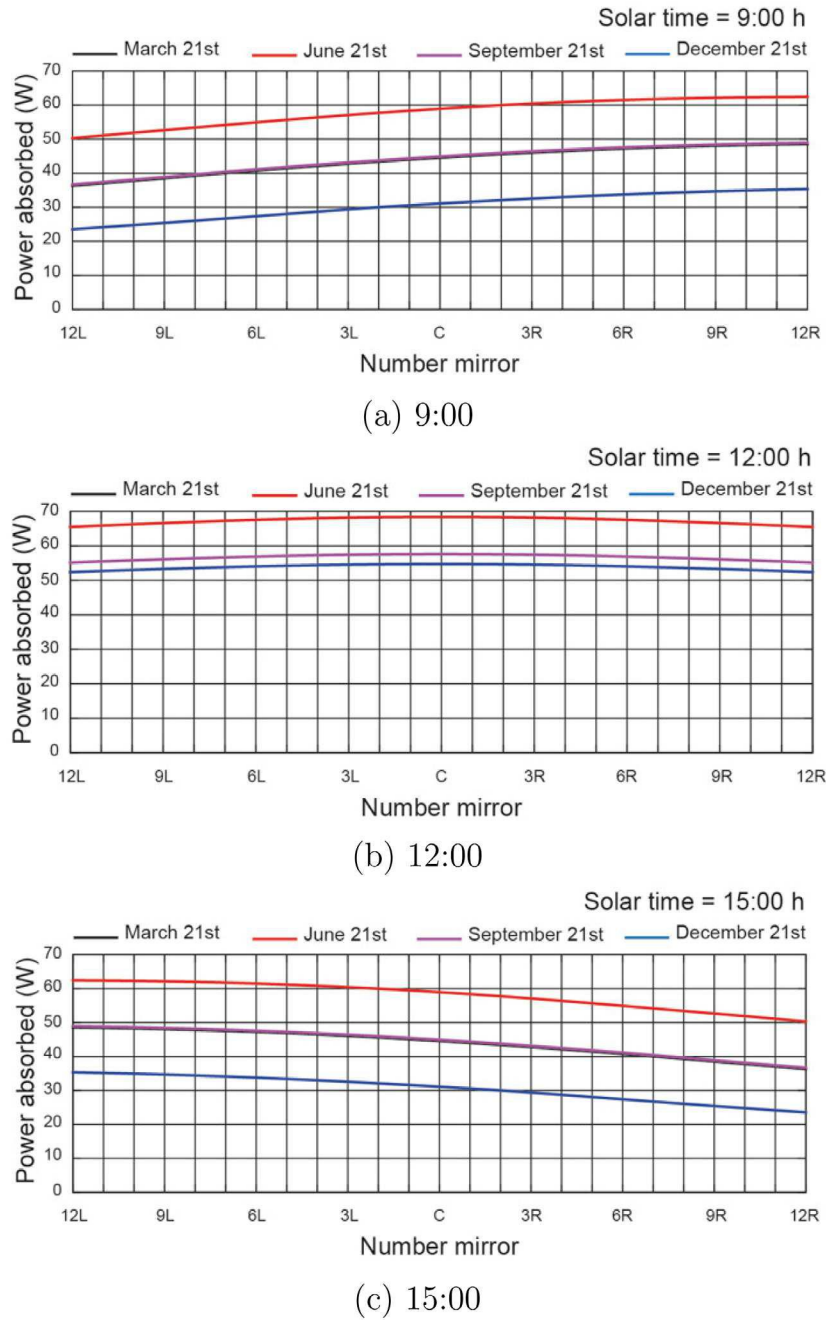 Solar time = 9:00 h
March 21st June 21st September 21st December 21st
Power absorbed (W)
70
60
50
40
30
20
10
0
12L 9L 6L 3L C 3R 6R 9R 12R
Number mirror
(a) 9:00
Solar time = 12:00 h
March 21st June 21st September 21st December 21st
Power absorbed (W)
70
60
50
40
30
20
10
0
12L 9L 6L 3L C 3R 6R 9R 12R
Number mirror
(b) 12:00
Solar time = 15:00 h
March 21st June 21st September 21st December 21st
Power absorbed (W)
70
60
50
40
30
20
10
0
12L 9L 6L 3L C 3R 6R 9R 12R
Number mirror
(c) 15:00